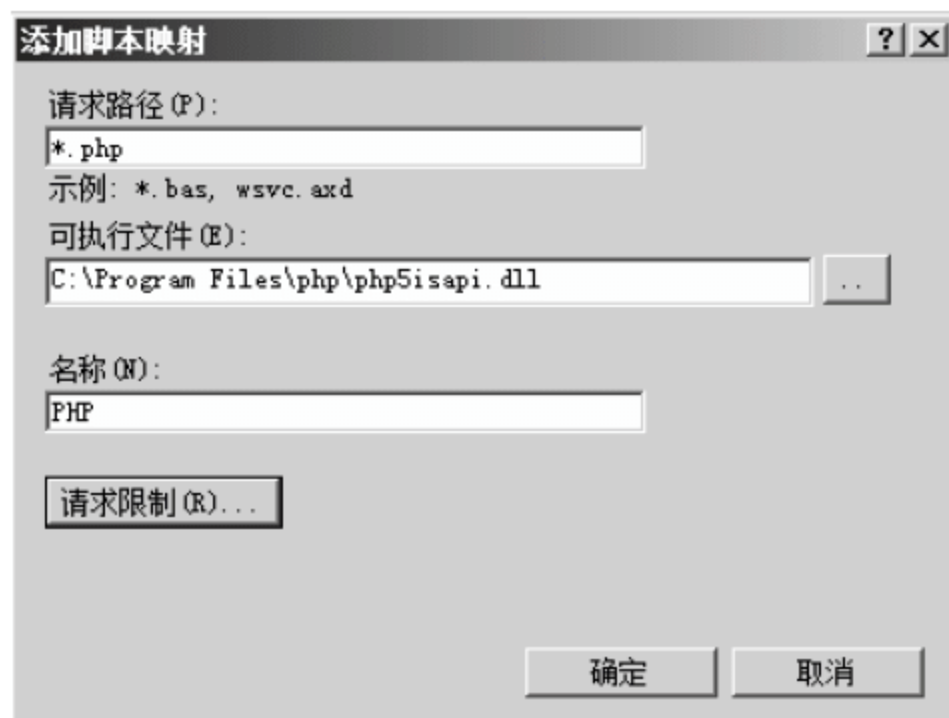 添加脚本映射
请求路径(P):
*.php
示例: *.bas, wsvc.axd
可执行文件(E):
C:\Program Files\php\php5isapi.dll
..
名称(N):
PHP
请求限制(R)...
确定 取消